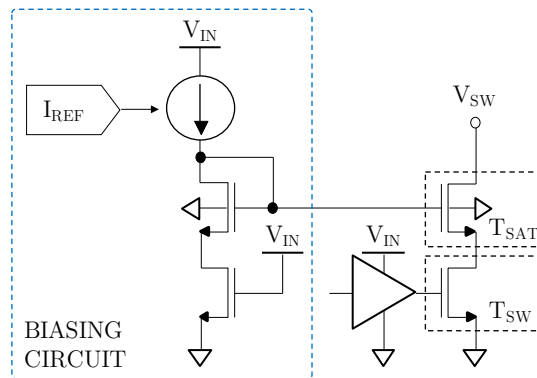 V_IN
I_REF
V_SW
T_SAT
V_IN
V_IN
T_SW
BIASING
CIRCUIT